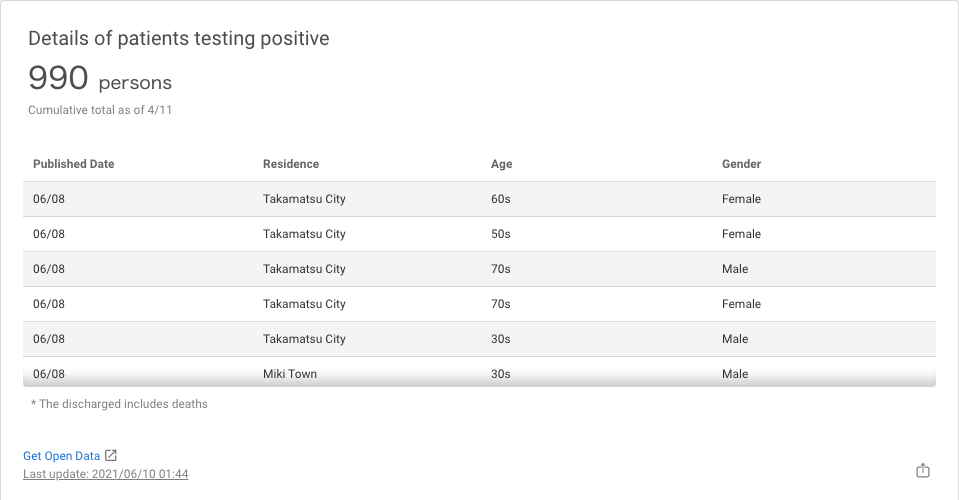 Details of patients testing positive
990 persons
Cumulative total as of 4/11
Published Date Residence Age Gender
06/08 Takamatsu City 60s Female
06/08 Takamatsu City 50s Female
06/08 Takamatsu City 70s Male
06/08 Takamatsu City 70s Female
06/08 Takamatsu City 30s Male
06/08 Miki Town 30s Male
* The discharged includes deaths
Get Open Data
Last update: 2021/06/10 01:44